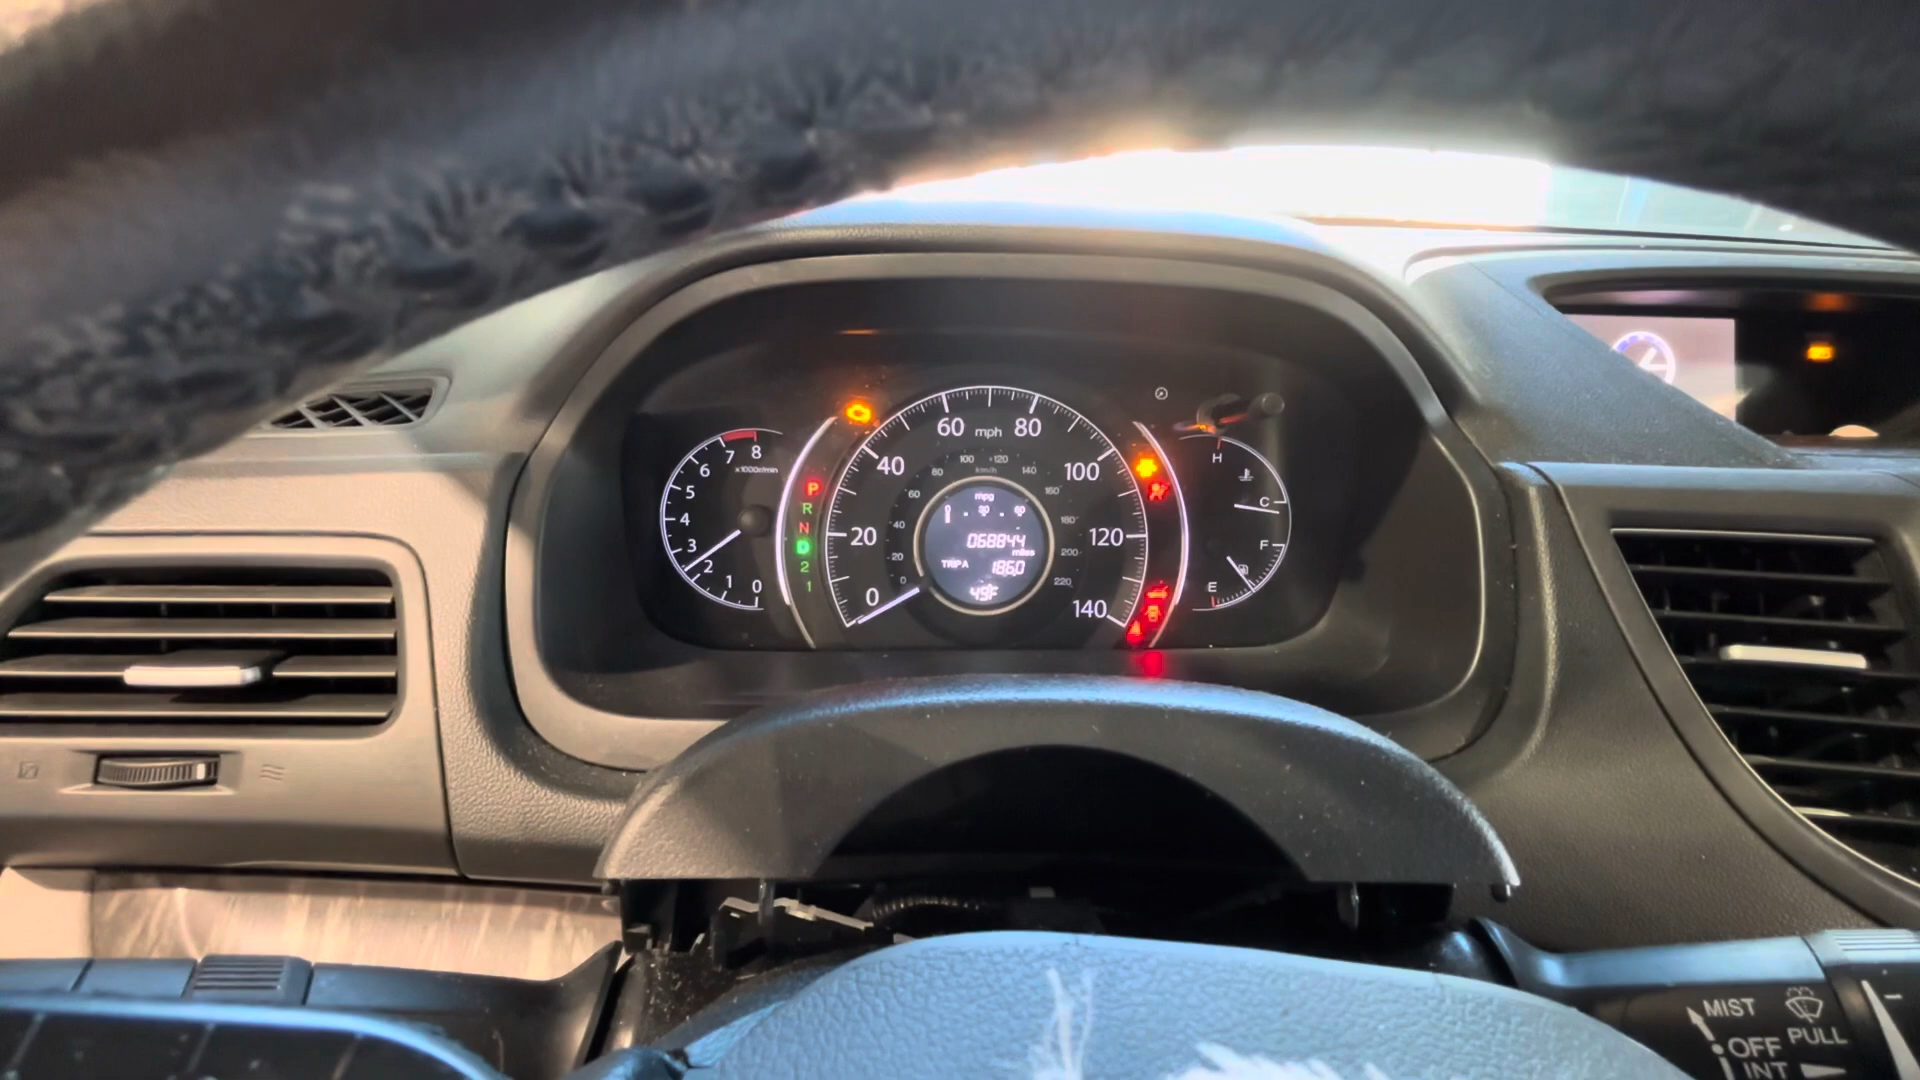 60 mph 80
40
100
20
120
0
140
80 100 120 140
km/h
60
160
40
180
20
200
0
220
8
7
6
x1000r/min
5
4
3
2
1
0
P
R
N
D
2
1
mpg
068844
miles
TRIP A 186.0
49°F
H
C
F
E
MIST
OFF
PULL
INT